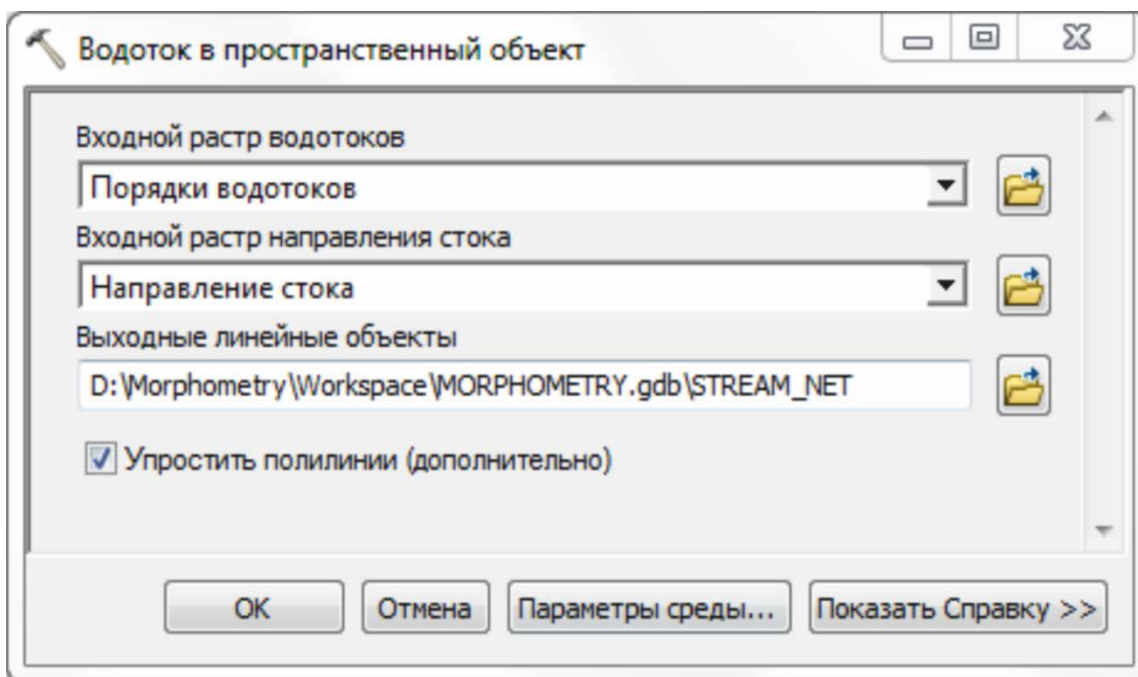 Водоток в пространственный объект
Входной растр водотоков
Порядки водотоков
Входной растр направления стока
Направление стока
Выходные линейные объекты
D:\Morphometry\Workspace\MORPHOMETRY.gdb\STREAM_NET
Упростить полилинии (дополнительно)
OK Отмена Параметры среды... Показать Справку >>